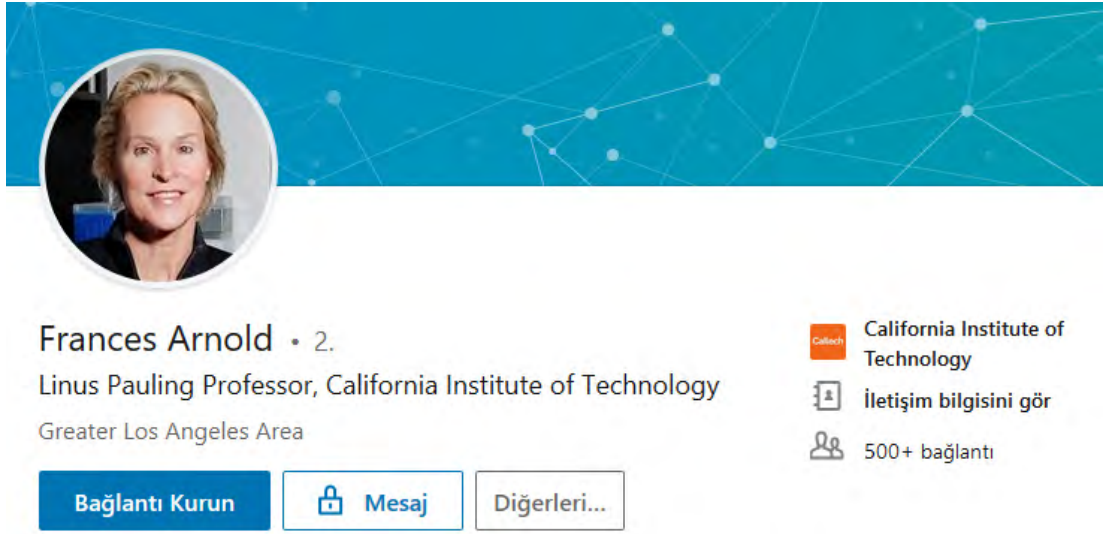 Frances Arnold • 2.
Linus Pauling Professor, California Institute of Technology
Greater Los Angeles Area
Bağlantı Kurun
Mesaj
Diğerleri...
Caltech
California Institute of
Technology
İletişim bilgisini gör
500+ bağlantı